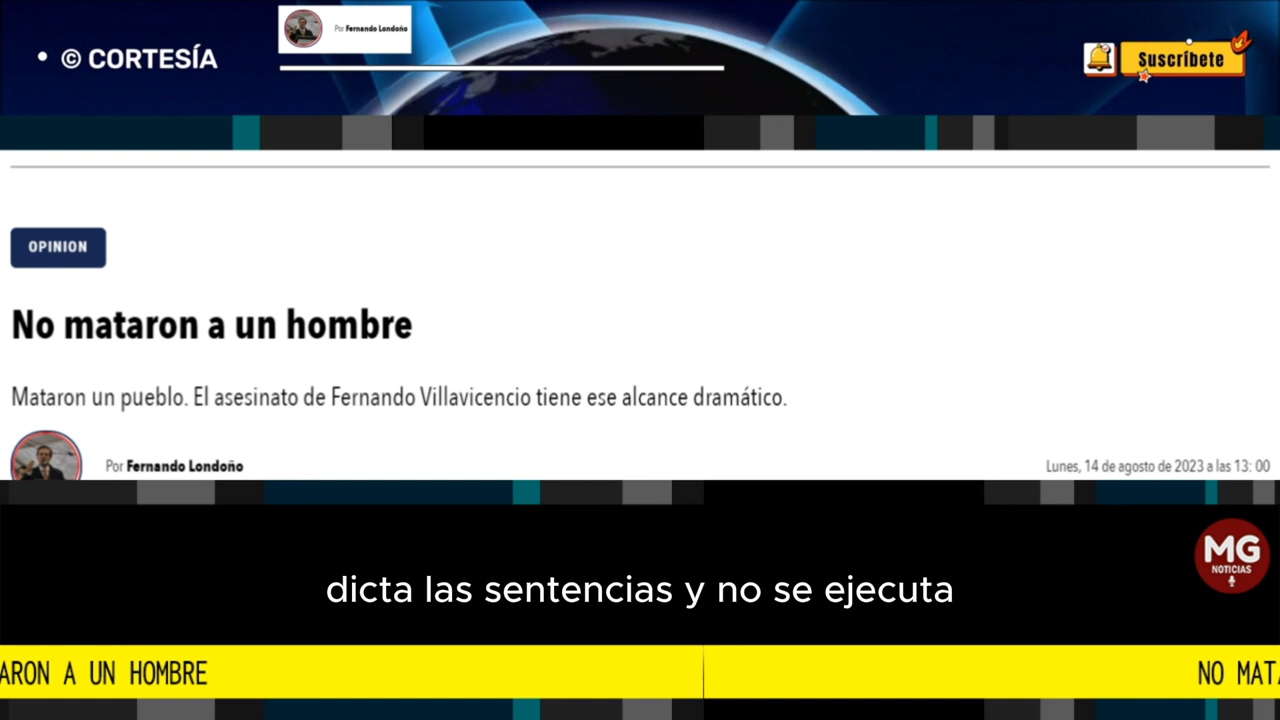 • © CORTESÍA
Por Fernando Londoño
Suscríbete
OPINION
No mataron a un hombre
Mataron un pueblo. El asesinato de Fernando Villavicencio tiene ese alcance dramático.
Por Fernando Londoño
Lunes, 14 de agosto de 2023 a las 13: 00
MG
NOTICIAS
dicta las sentencias y no se ejecuta
ARON A UN HOMBRE
NO MATA